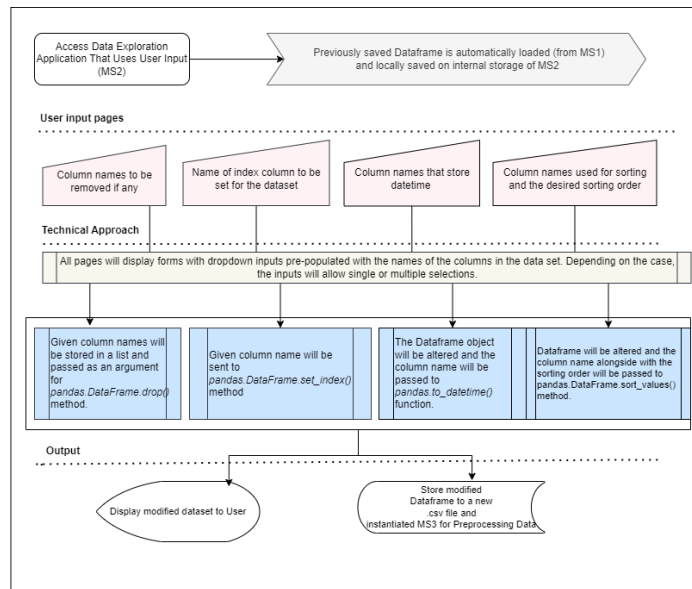 Access Data Exploration
Application That Uses User Input
(MS2)
Previously saved Dataframe is automatically loaded (from MS1)
and locally saved on internal storage of MS2
User input pages
Column names to be
removed if any
Name of index column to be
set for the dataset
Column names that store
datetime
Column names used for sorting
and the desired sorting order
Technical Approach
All pages will display forms with dropdown inputs pre-populated with the names of the columns in the data set. Depending on the case,
the inputs will allow single or multiple selections.
Given column names will
be stored in a list and
passed as an argument
for
pandas.DataFrame.drop()
method.
Given column name will be
sent to
pandas.DataFrame.set_index()
method
The Dataframe object
will be altered and the
column name will be
passed to
pandas.to_datetime()
function.
Dataframe will be altered and the
column name alongside with the
sorting order will be passed to
pandas.DataFrame.sort_values()
method.
Output
Display modified dataset to User
Store modified
Dataframe to a new
.csv file and
instantiated MS3 for Preprocessing Data